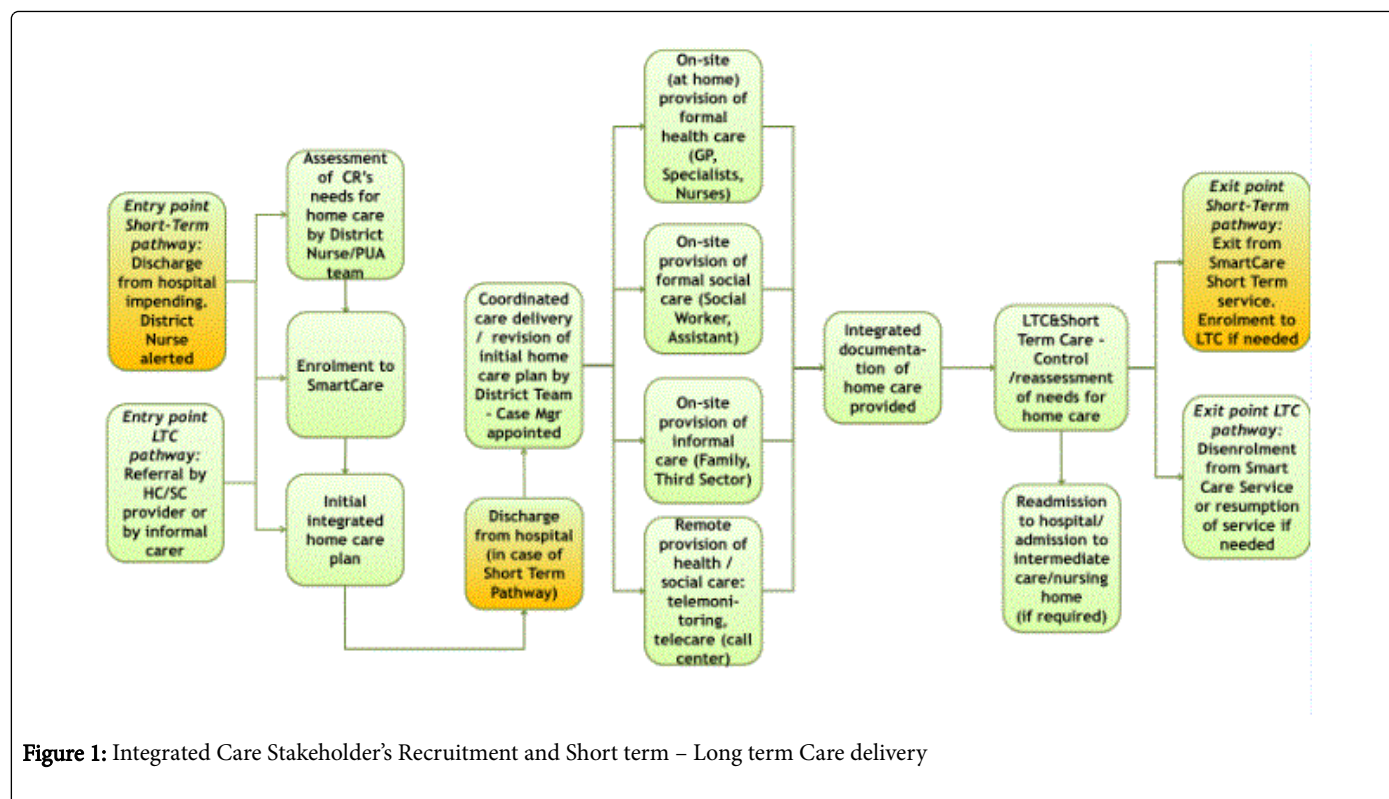 Entry point
Short-Term
pathway:
Discharge
from hospital
impending.
District
Nurse
alerted
Entry point
LTC
pathway:
Referral by
HC/SC
provider or
by informal
carer
Assessment
of CR's
needs for
home care
by District
Nurse/PUA
team
Enrolment to
SmartCare
Initial
integrated
home care
plan
Coordinated
care delivery
/ revision of
initial home
care plan by
District Team
- Case Mgr
appointed
Discharge
from hospital
(in case of
Short Term
Pathway)
On-site
(at home)
provision of
formal
health care
(GP,
Specialists,
Nurses)
On-site
provision of
formal social
care (Social
Worker,
Assistant)
On-site
provision of
informal
care (Family,
Third Sector)
Remote
provision of
health /
social care:
telemoni-
toring,
telecare (call
center)
Integrated
documenta-
tion of
home care
provided
LTC&Short
Term Care -
Control
/reassessment
of needs for
home care
Readmission
to hospital/
admission to
intermediate
care/nursing
home
(if required)
Exit point
Short-Term
pathway:
Exit from
SmartCare
Short Term
service.
Enrolment to
LTC if needed
Exit point LTC
pathway:
Disenrolment
from Smart
Care Service
or resumption
of service if
needed
Figure 1: Integrated Care Stakeholder's Recruitment and Short term – Long term Care delivery